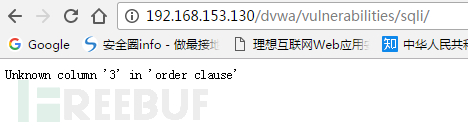 192.168.153.130/dvwa/vulnerabilities/sqli/
Google 安全圈info - 做最接地 理想互联网Web应用安 知 中华人民共和
Unknown column '3' in 'order clause'
FREEBUF